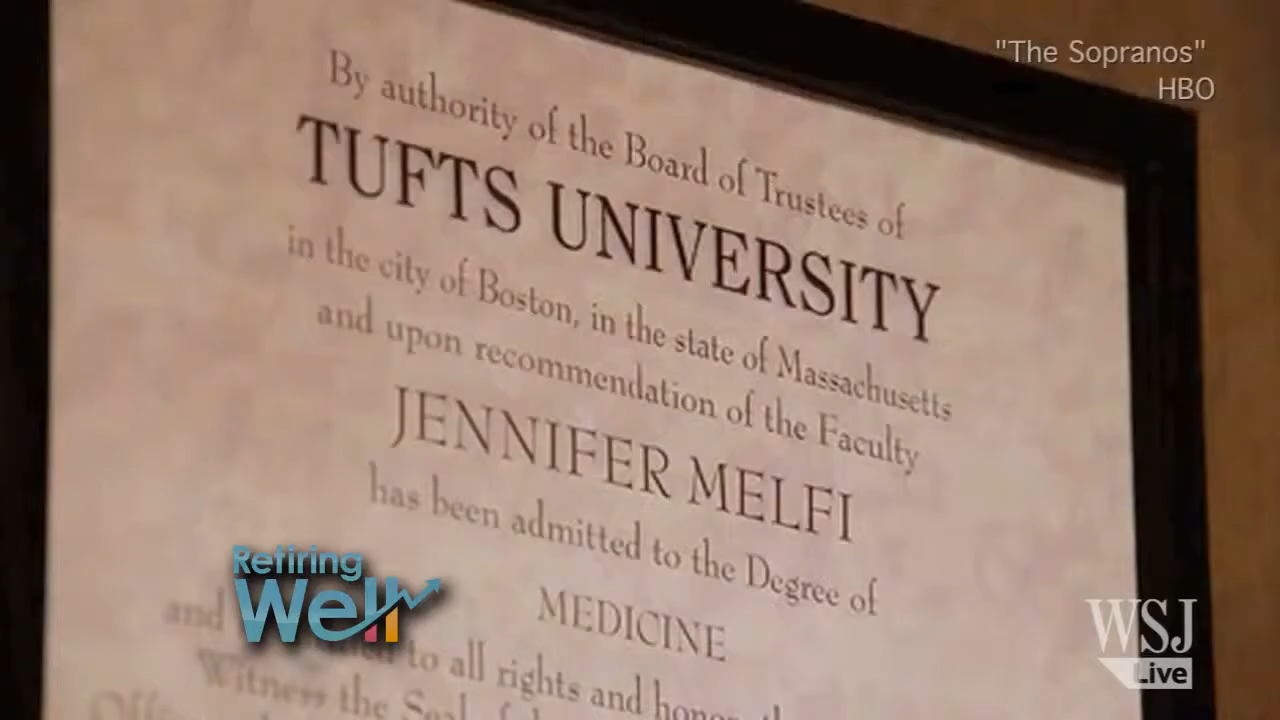 "The Sopranos"
HBO
By authority of the Board of Trustees of
TUFTS UNIVERSITY
in the city of Boston, in the state of Massachusetts
and upon recommendation of the Faculty
JENNIFER MELFI
has been admitted to the Degree of
MEDICINE
and to all rights and
Witness the Seal
Retiring
Well
WSJ
Live